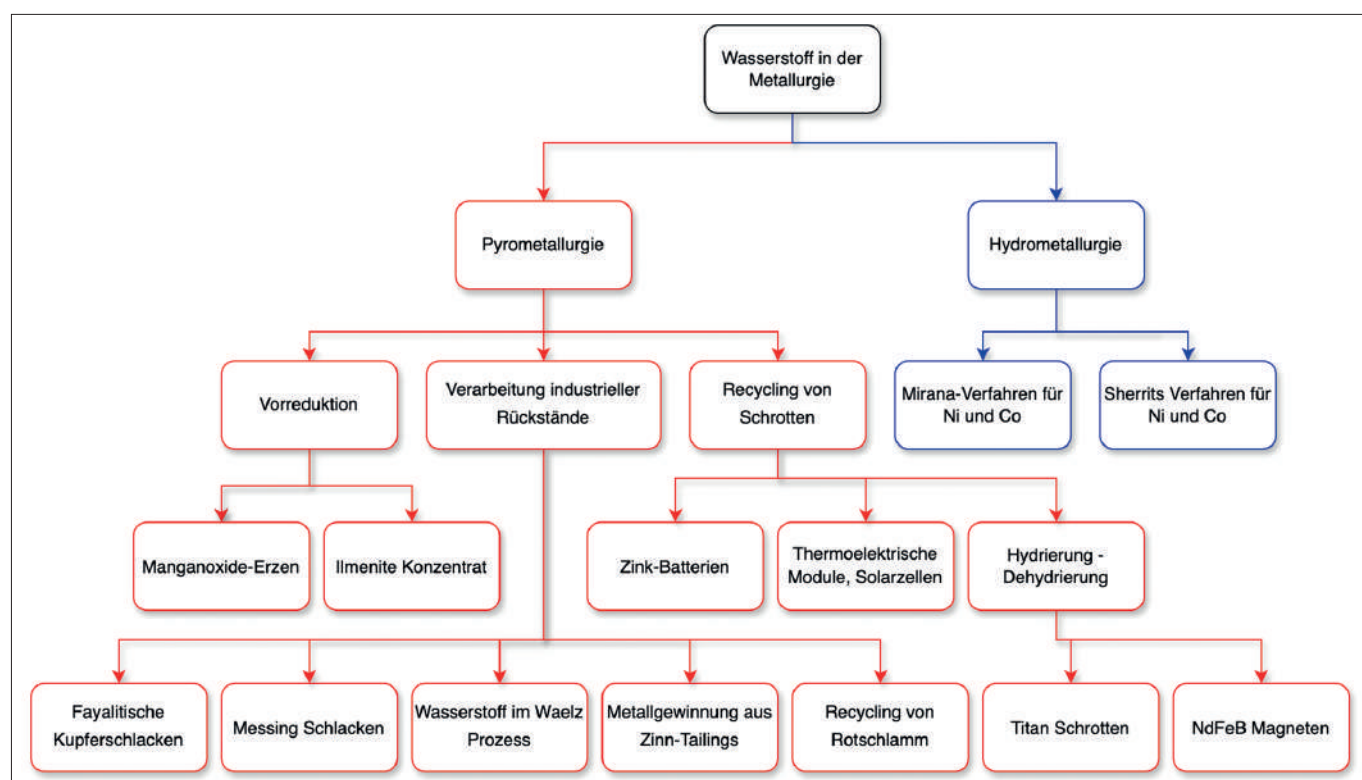 Wasserstoff in der
Metallurgie
Pyrometallurgie
Hydrometallurgie
Vorreduktion
Verarbeitung industrieller
Rückstände
Recycling von
Schrotten
Mirana-Verfahren für
Ni und Co
Sherrits Verfahren für
Ni und Co
Manganoxide-Erzen
Ilmenite Konzentrat
Zink-Batterien
Thermoelektrische
Module, Solarzellen
Hydrierung -
Dehydrierung
Fayalitische
Kupferschlacken
Messing Schlacken
Wasserstoff im Waelz
Prozess
Metallgewinnung aus
Zinn-Tailings
Recycling von
Rotschlamm
Titan Schrotten
NdFeB Magneten